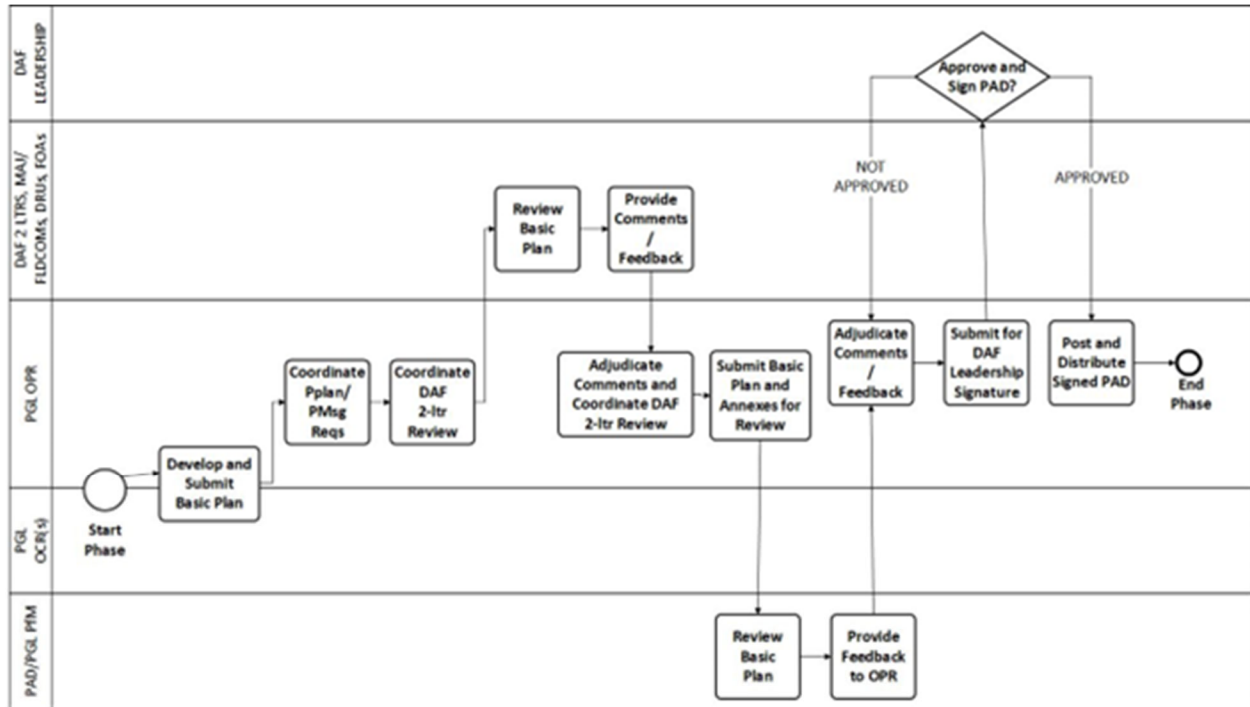 DAF
LEADERSHIP
Approve and
Sign PAD?
DAF 2 LTRS, MAJ/
FLDCOMs, DRUs, FOAs
NOT
APPROVED
APPROVED
Review
Basic
Plan
Provide
Comments
/
Feedback
PGL OPR
Develop and
Submit
Basic Plan
Coordinate
Pplan/
PMsg
Reqs
Coordinate
DAF
2-ltr
Review
Adjudicate
Comments and
Coordinate DAF
2-ltr Review
Submit Basic
Plan and
Annexes for
Review
Adjudicate
Comments
/
Feedback
Submit for
DAF
Leadership
Signature
Post and
Distribute
Signed PAD
End
Phase
PGL
OCR(s)
Start
Phase
PAD/PGL PfM
Review
Basic
Plan
Provide
Feedback
to OPR